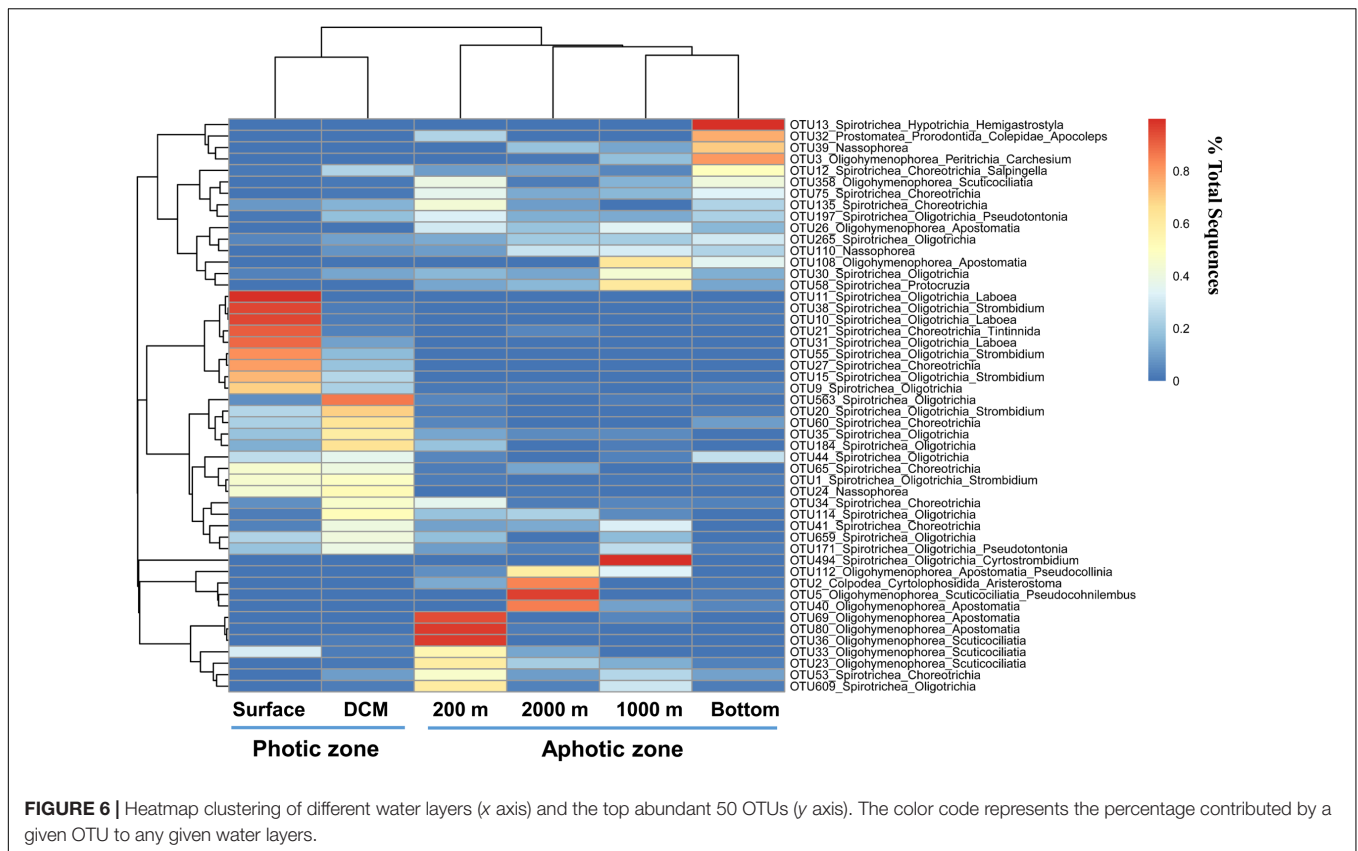 OTU13_Spirotrichea_Hypotrichia_Hemigastrostyla
OTU32_Prostomatea_Prorodontida_Colepidae_Apocoleps
OTU39_Nassophorea
OTU3_Oligohymenophorea_Peritrichia_Carchesium
OTU12_Spirotrichea_Choreotrichia_Salpingella
OTU358_Oligohymenophorea_Scuticociliatia
OTU75_Spirotrichea_Choreotrichia
OTU135_Spirotrichea_Choreotrichia
OTU197_Spirotrichea_Oligotrichia_Pseudotontonia
OTU26_Oligohymenophorea_Apostomatia
OTU265_Spirotrichea_Oligotrichia
OTU110_Nassophorea
OTU108_Oligohymenophorea_Apostomatia
OTU30_Spirotrichea_Oligotrichia
OTU58_Spirotrichea_Protocruzia
OTU11_Spirotrichea_Oligotrichia_Laboea
OTU38_Spirotrichea_Oligotrichia_Strombidium
OTU10_Spirotrichea_Oligotrichia_Laboea
OTU21_Spirotrichea_Choreotrichia_Tintinnida
OTU31_Spirotrichea_Oligotrichia_Laboea
OTU55_Spirotrichea_Oligotrichia_Strombidium
OTU27_Spirotrichea_Choreotrichia
OTU15_Spirotrichea_Oligotrichia_Strombidium
OTU9_Spirotrichea_Oligotrichia
OTU563_Spirotrichea_Oligotrichia
OTU20_Spirotrichea_Oligotrichia_Strombidium
OTU60_Spirotrichea_Choreotrichia
OTU35_Spirotrichea_Oligotrichia
OTU184_Spirotrichea_Oligotrichia
OTU44_Spirotrichea_Oligotrichia
OTU65_Spirotrichea_Choreotrichia
OTU1_Spirotrichea_Oligotrichia_Strombidium
OTU24_Nassophorea
OTU34_Spirotrichea_Choreotrichia
OTU114_Spirotrichea_Oligotrichia
OTU41_Spirotrichea_Choreotrichia
OTU659_Spirotrichea_Oligotrichia
OTU171_Spirotrichea_Oligotrichia_Pseudotontonia
OTU494_Spirotrichea_Oligotrichia_Cyrtostrombidium
OTU112_Oligohymenophorea_Apostomatia_Pseudocollinia
OTU2_Colpodea_Cyrtolophosidida_Aristerostoma
OTU5_Oligohymenophorea_Scuticociliatia_Pseudocohnilembus
OTU40_Oligohymenophorea_Apostomatia
OTU69_Oligohymenophorea_Apostomatia
OTU80_Oligohymenophorea_Apostomatia
OTU36_Oligohymenophorea_Scuticociliatia
OTU33_Oligohymenophorea_Scuticociliatia
OTU23_Oligohymenophorea_Scuticociliatia
OTU53_Spirotrichea_Choreotrichia
OTU609_Spirotrichea_Oligotrichia
0.8
0.6
0.4
0.2
0
% Total Sequences
Surface DCM 200 m 2000 m 1000 m Bottom
Photic zone Aphotic zone
FIGURE 6 | Heatmap clustering of different water layers (x axis) and the top abundant 50 OTUs (y axis). The color code represents the percentage contributed by a
given OTU to any given water layers.